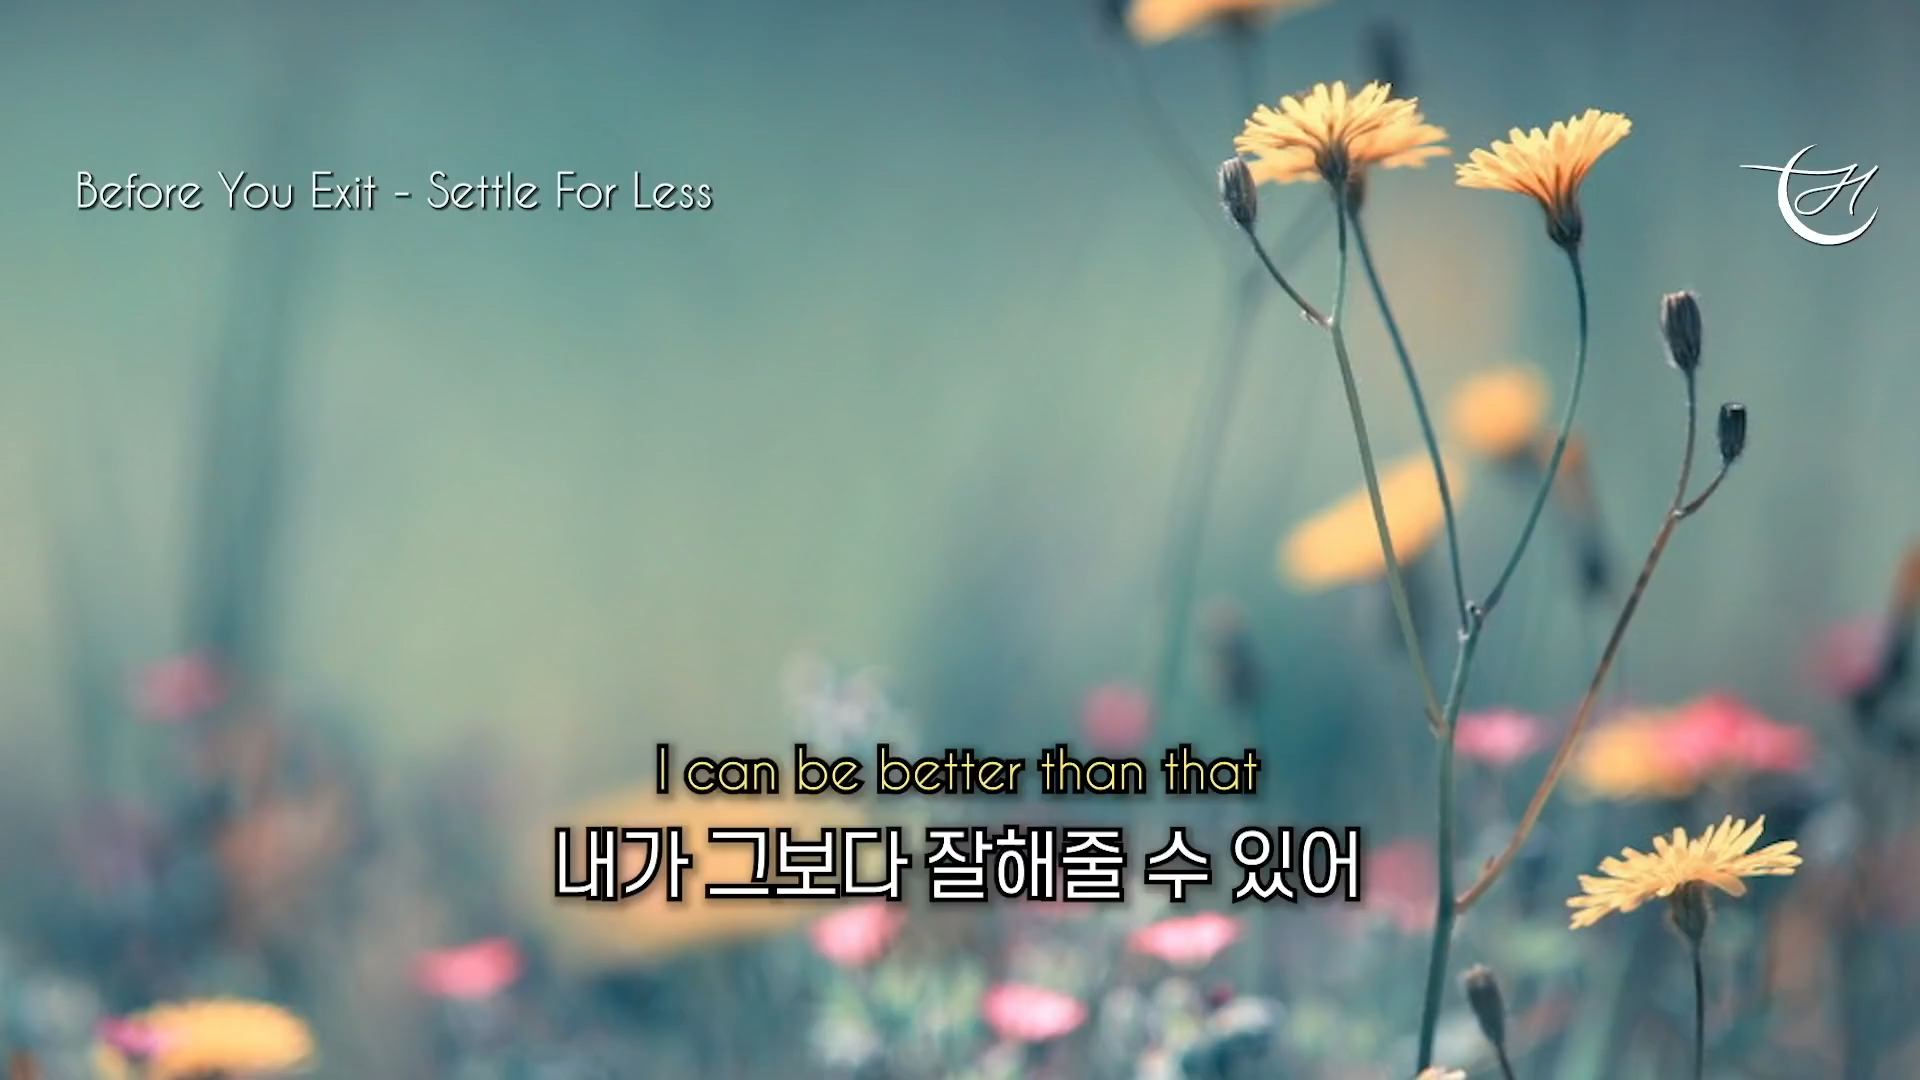 Before You Exit - Settle For Less
I can be better than that
내가 그보다 잘해줄 수 있어